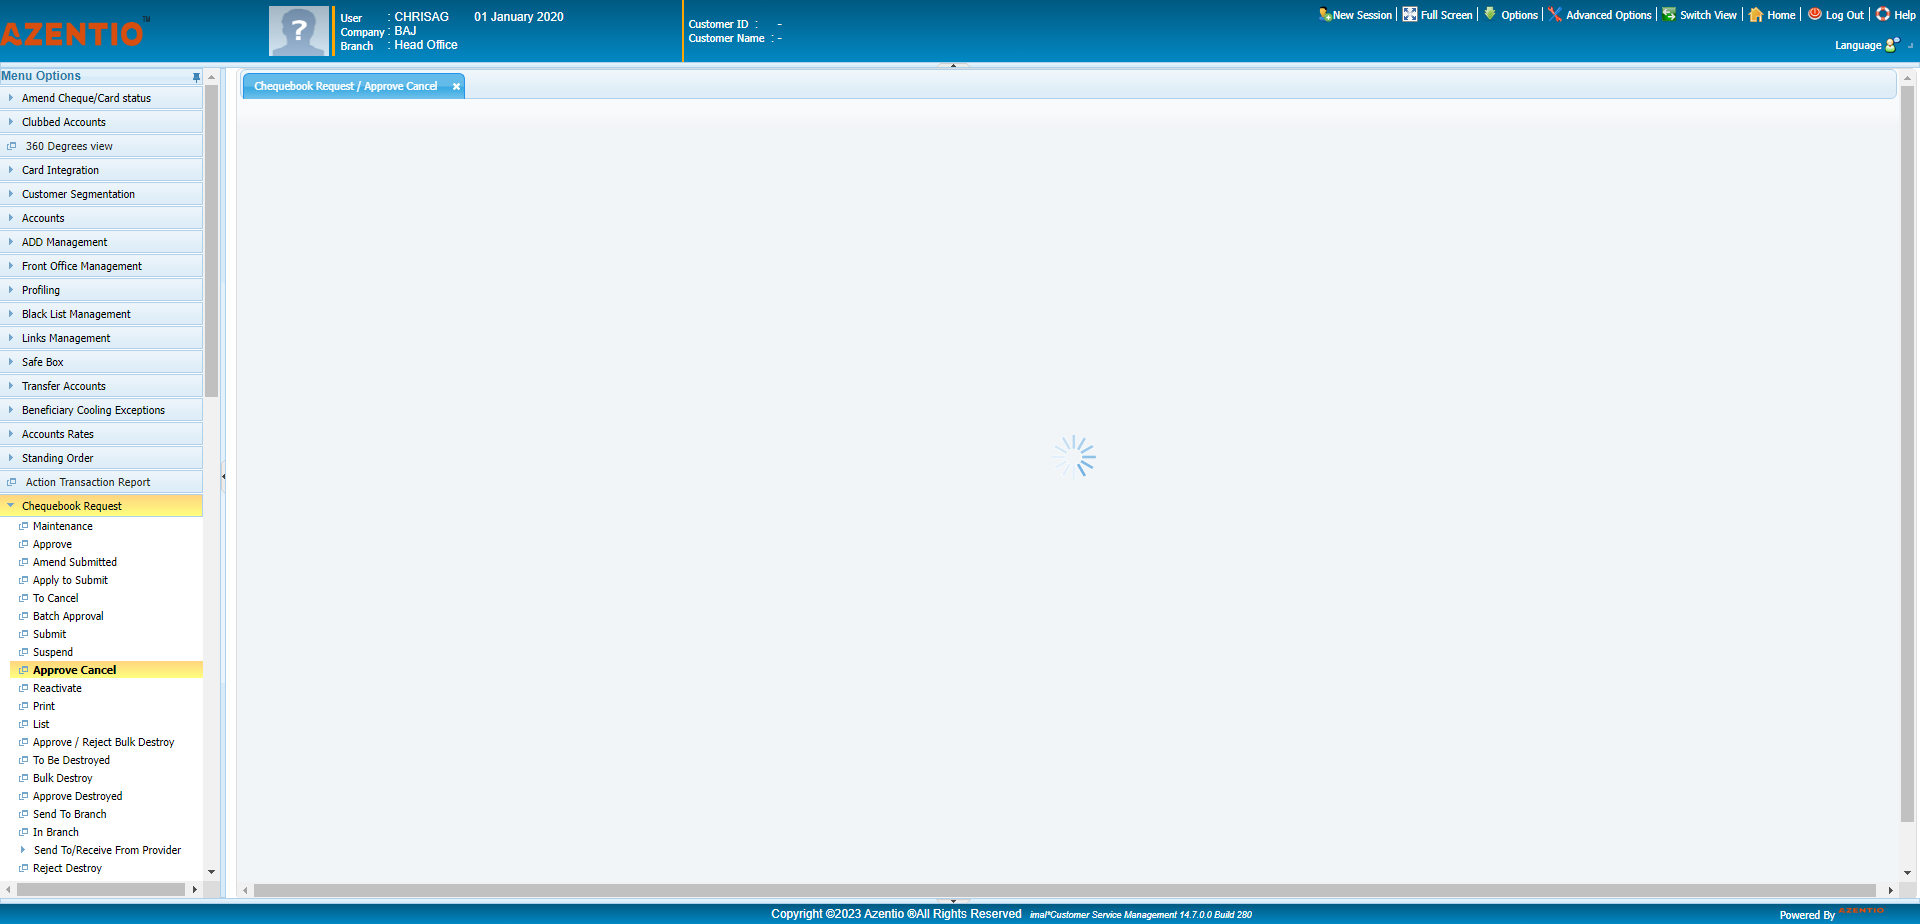 AZENTIO™
?
User : CHRISAG 01 January 2020
Company : BAJ
Branch : Head Office
Customer ID : -
Customer Name : -
New Session | Full Screen | Options | Advanced Options | Switch View | Home | Log Out | Help
Language
Menu Options
Amend Cheque/Card status
Clubbed Accounts
360 Degrees view
Card Integration
Customer Segmentation
Accounts
ADD Management
Front Office Management
Profiling
Black List Management
Links Management
Safe Box
Transfer Accounts
Beneficiary Cooling Exceptions
Accounts Rates
Standing Order
Action Transaction Report
Chequebook Request
Maintenance
Approve
Amend Submitted
Apply to Submit
To Cancel
Batch Approval
Submit
Suspend
Approve Cancel
Reactivate
Print
List
Approve / Reject Bulk Destroy
To Be Destroyed
Bulk Destroy
Approve Destroyed
Send To Branch
In Branch
Send To/Receive From Provider
Reject Destroy
Chequebook Request / Approve Cancel
Copyright ©2023 Azentio ®All Rights Reserved imal*Customer Service Management 14.7.0.0 Build 280
Powered By AZENTIO